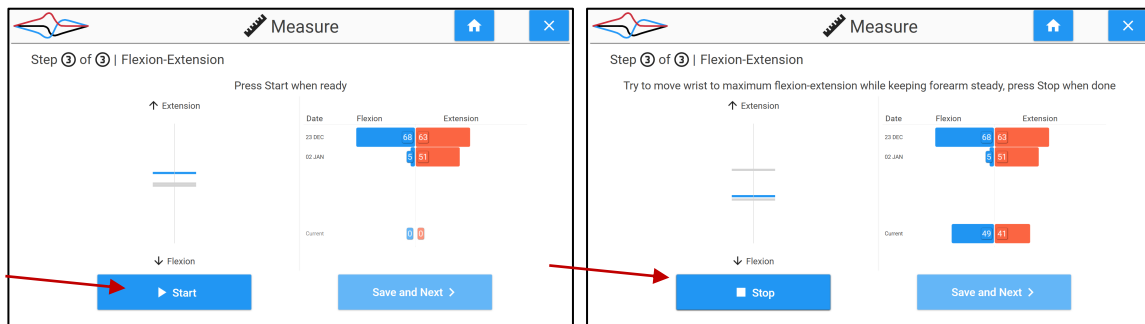 Measure
Step 3 of 3 | Flexion-Extension
Press Start when ready
Extension
Date Flexion Extension
23 DEC 68 63
02 JAN 5 51
Current 0 0
Flexion
Start
Save and Next >
Measure
Step 3 of 3 | Flexion-Extension
Try to move wrist to maximum flexion-extension while keeping forearm steady, press Stop when done
Extension
Date Flexion Extension
23 DEC 68 63
02 JAN 5 51
Current 49 41
Flexion
Stop
Save and Next >